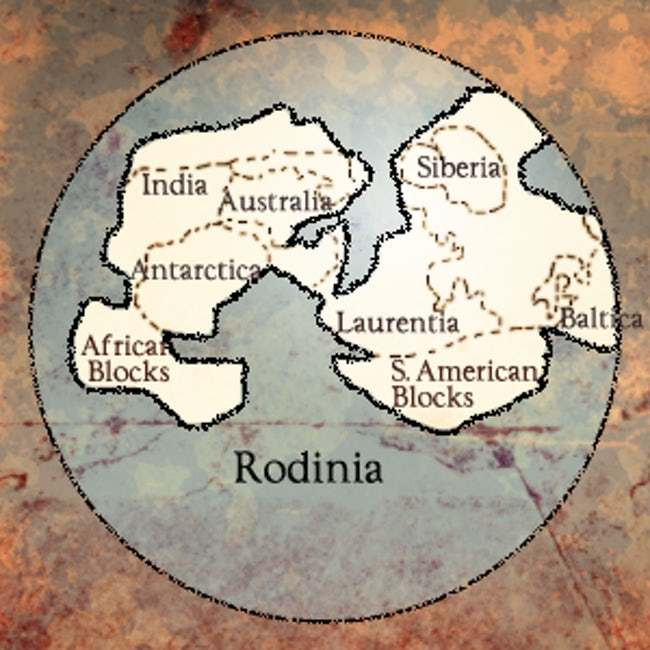 Siberia
India
Australia
Antarctica
Laurentia
Baltica
African
Blocks
S. American
Blocks
Rodinia